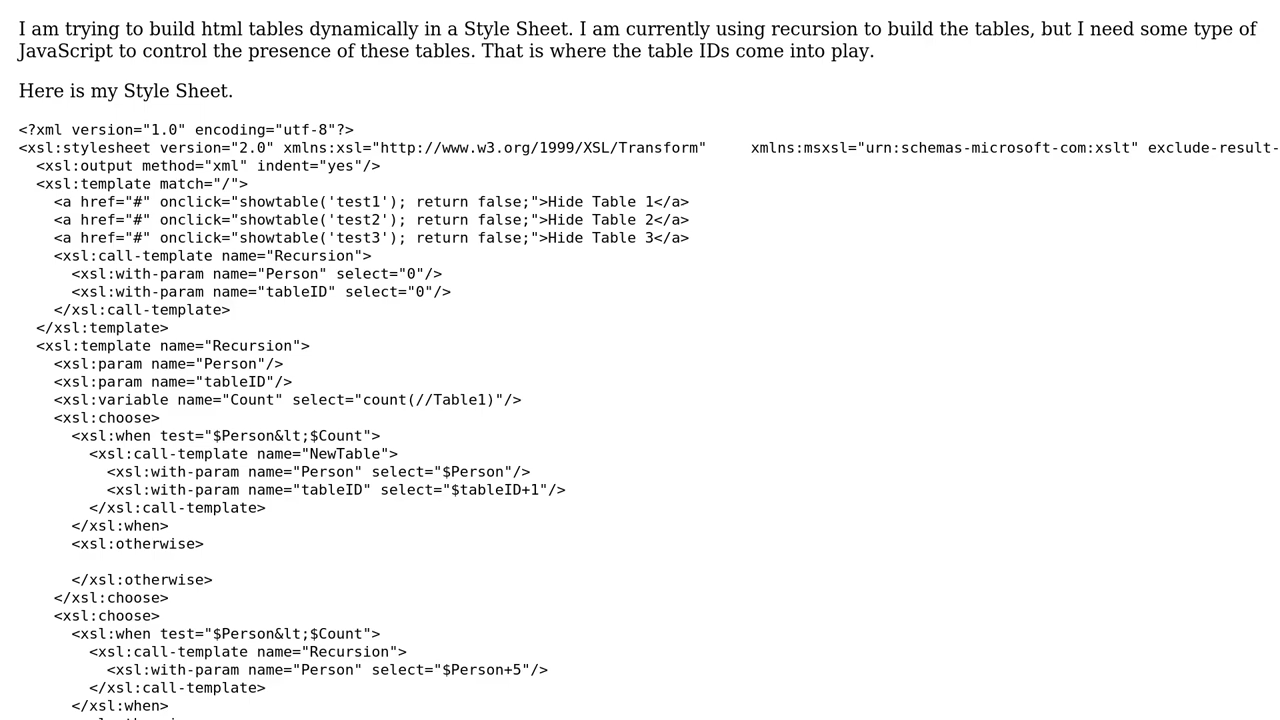 I am trying to build html tables dynamically in a Style Sheet. I am currently using recursion to build the tables, but I need some type of
JavaScript to control the presence of these tables. That is where the table IDs come into play.
Here is my Style Sheet.
<?xml version="1.0" encoding="utf-8"?>
<xsl:stylesheet version="2.0" xmlns:xsl="http://www.w3.org/1999/XSL/Transform"     xmlns:msxsl="urn:schemas-microsoft-com:xslt" exclude-result-
  <xsl:output method="xml" indent="yes"/>
  <xsl:template match="/">
    <a href="#" onclick="showtable('test1'); return false;">Hide Table 1</a>
    <a href="#" onclick="showtable('test2'); return false;">Hide Table 2</a>
    <a href="#" onclick="showtable('test3'); return false;">Hide Table 3</a>
    <xsl:call-template name="Recursion">
      <xsl:with-param name="Person" select="0"/>
      <xsl:with-param name="tableID" select="0"/>
    </xsl:call-template>
  </xsl:template>
  <xsl:template name="Recursion">
    <xsl:param name="Person"/>
    <xsl:param name="tableID"/>
    <xsl:variable name="Count" select="count(//Table1)"/>
    <xsl:choose>
      <xsl:when test="$Person&lt;$Count">
        <xsl:call-template name="NewTable">
          <xsl:with-param name="Person" select="$Person"/>
          <xsl:with-param name="tableID" select="$tableID+1"/>
        </xsl:call-template>
      </xsl:when>
      <xsl:otherwise>
      </xsl:otherwise>
    </xsl:choose>
    <xsl:choose>
      <xsl:when test="$Person&lt;$Count">
        <xsl:call-template name="Recursion">
          <xsl:with-param name="Person" select="$Person+5"/>
        </xsl:call-template>
      </xsl:when>